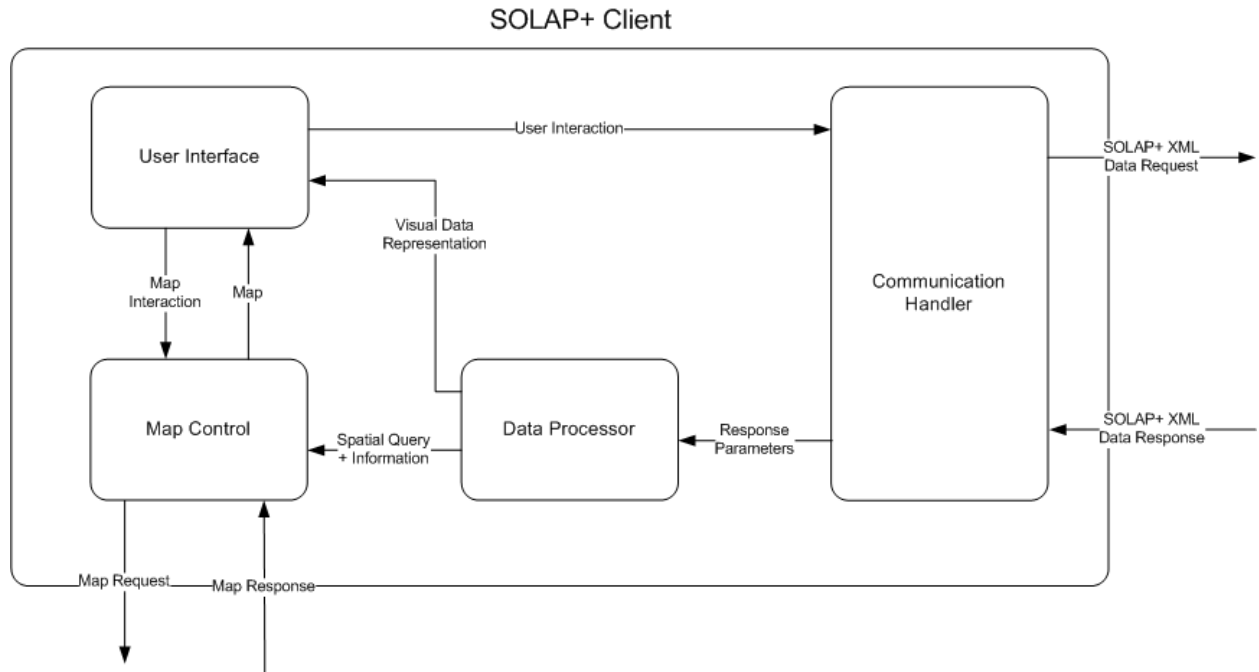 SOLAP+ Client
User Interface
User Interaction
SOLAP+ XML
Data Request
Visual Data
Representation
Map
Interaction
Map
Communication
Handler
Map Control
Spatial Query
+ Information
Data Processor
Response
Parameters
SOLAP+ XML
Data Response
Map Request
Map Response